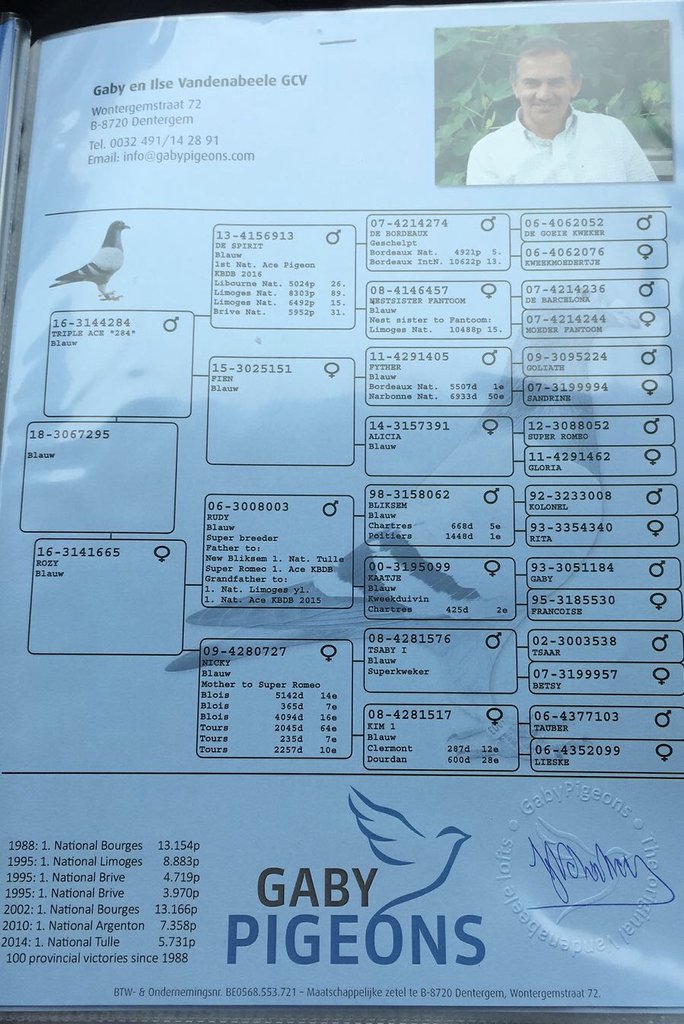 Gaby en Ilse Vandenabeele GCV
Wontergemstraat 72
B-8720 Dentergem
Tel. 0032 491/14 28 91
Email: info@gabypigeons.com
18-3067295
Blauw
16-3144284 ♂
TRIPLE ACE "284"
Blauw
16-3141665 ♀
ROZY
Blauw
13-4156913 ♂
DE SPIRIT
Blauw
1st Nat. Ace Pigeon
KBDB 2016
Libourne Nat. 5024p 26.
Limoges Nat. 8303p 89.
Limoges Nat. 6492p 15.
Brive Nat. 5952p 31.
15-3025151 ♀
FIEN
Blauw
06-3008003 ♂
RUDY
Blauw
Super breeder
Father to:
New Bliksem 1. Nat. Tulle
Super Romeo 1. Ace KBDB
Grandfather to:
1. Nat. Limoges yl.
1. Nat. Ace KBDB 2015
09-4280727 ♀
NICKY
Blauw
Mother to Super Romeo
Blois 5142d 14e
Blois 365d 7e
Blois 4094d 16e
Tours 2045d 64e
Tours 235d 7e
Tours 2257d 10e
07-4214274 ♂
DE BORDEAUX
Geschelpt
Bordeaux Nat. 4921p 5.
Bordeaux IntN. 10622p 13.
08-4146457 ♀
NESTSISTER FANTOOM
Blauw
Nest sister to Fantoom:
Limoges Nat. 10488p 15.
11-4291405 ♂
FYTHER
Blauw
Bordeaux Nat. 5507d 1e
Narbonne Nat. 6933d 50e
14-3157391 ♀
ALICIA
Blauw
98-3158062 ♂
BLIKSEM
Blauw
Chartres 668d 5e
Poitiers 1448d 1e
00-3195099 ♀
KAATJE
Blauw
Kweekduivin
Chartres 425d 2e
08-4281576 ♂
TSABY I
Blauw
Superkweker
08-4281517 ♀
KIM 1
Blauw
Clermont 287d 12e
Dourdan 600d 28e
06-4062052 ♂
DE GOEIE KWEKER
06-4062076 ♀
KWEEKMOEDERTJE
07-4214236 ♂
DE BARCELONA
07-4214244 ♀
MOEDER FANTOOM
09-3095224 ♂
GOLIATH
07-3199994 ♀
SANDRINE
12-3088052 ♂
SUPER ROMEO
11-4291462 ♀
GLORIA
92-3233008 ♂
KOLONEL
93-3354340 ♀
RITA
93-3051184 ♂
GABY
95-3185530 ♀
FRANCOISE
02-3003538 ♂
TSAAR
07-3199957 ♀
BETSY
06-4377103 ♂
TAUBER
06-4352099 ♀
LIESKE
1988: 1. National Bourges 13.154p
1995: 1. National Limoges 8.883p
1995: 1. National Brive 4.719p
1995: 1. National Brive 3.970p
2002: 1. National Bourges 13.166p
2010: 1. National Argenton 7.358p
2014: 1. National Tulle 5.731p
100 provincial victories since 1988
GABY
PIGEONS
• GabyPigeons • The original Vandenabeele lofts
BTW- & Ondernemingsnr. BE0568.553.721 – Maatschappelijke zetel te B-8720 Dentergem, Wontergemstraat 72.